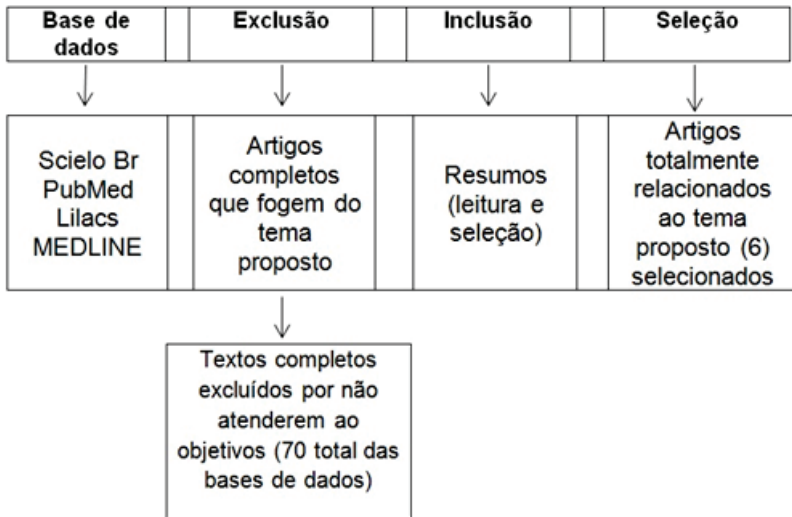 Base de
dados
Exclusão
Inclusão
Seleção
Scielo Br
PubMed
Lilacs
MEDLINE
Artigos
completos
que fogem do
tema
proposto
Resumos
(leitura e
seleção)
Artigos
totalmente
relacionados
ao tema
proposto (6)
selecionados
Textos completos
excluídos por não
atenderem ao
objetivos (70 total das
bases de dados)